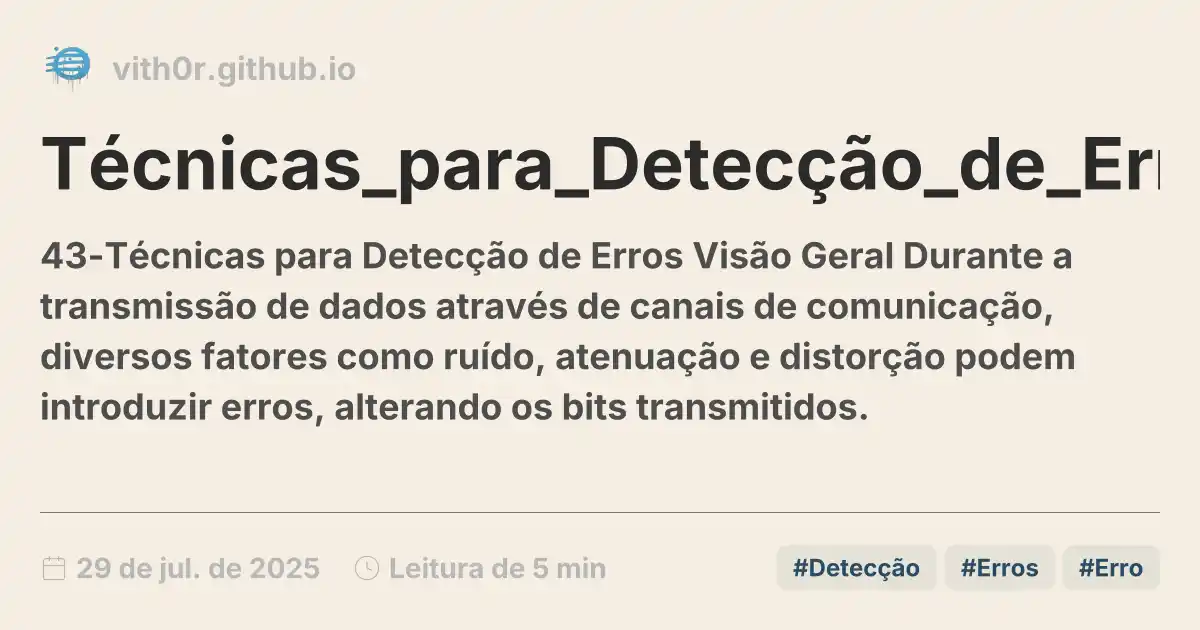 vith0r.github.io
Técnicas_para_Detecção_de_Er
43-Técnicas para Detecção de Erros Visão Geral Durante a
transmissão de dados através de canais de comunicação,
diversos fatores como ruído, atenuação e distorção podem
introduzir erros, alterando os bits transmitidos.
29 de jul. de 2025 Leitura de 5 min #Detecção #Erros #Erro